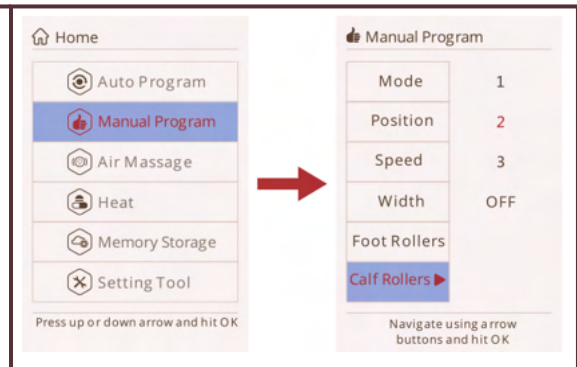 Home
Auto Program
Manual Program
Air Massage
Heat
Memory Storage
Setting Tool
Press up or down arrow and hit OK
Manual Program
Mode 1
Position 2
Speed 3
Width OFF
Foot Rollers
Calf Rollers
Navigate using arrow
buttons and hit OK